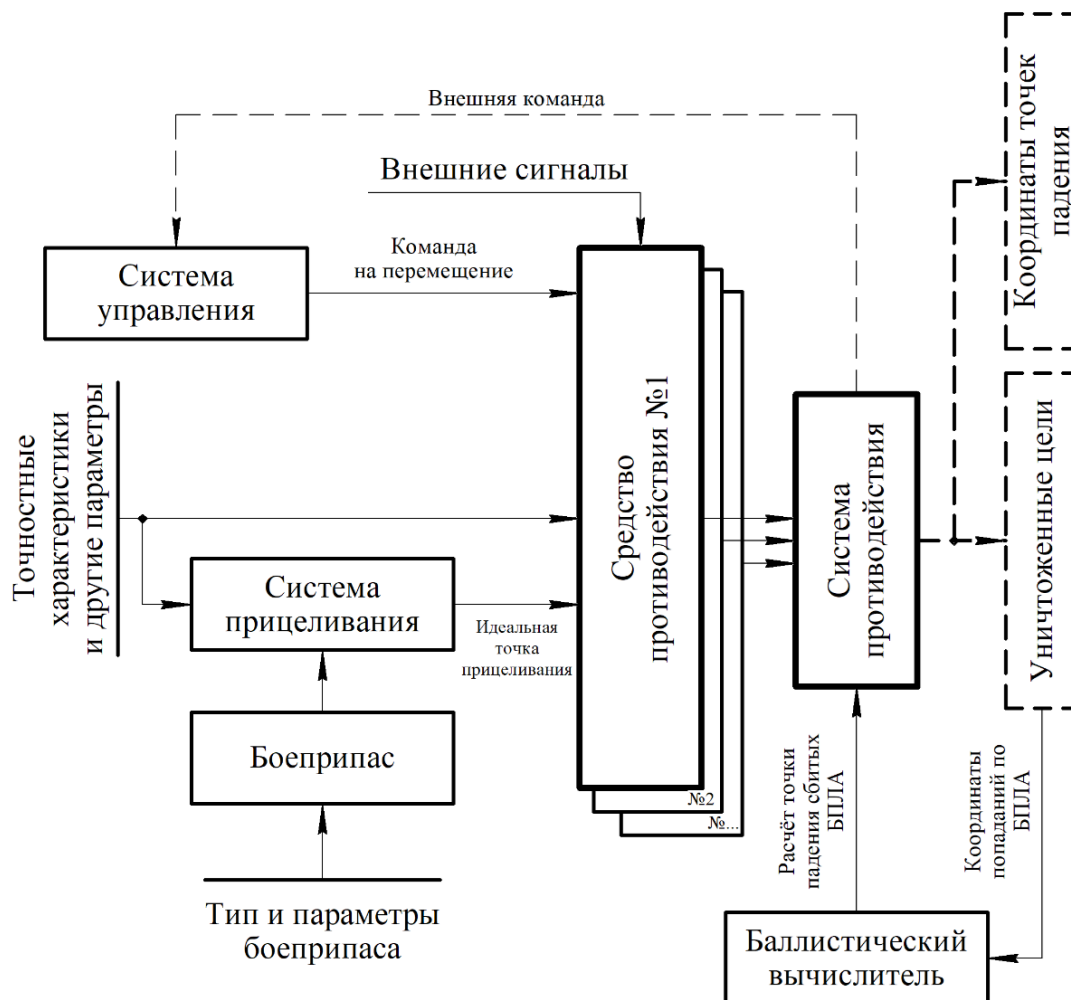 Внешняя команда
Внешние сигналы
Координаты точек
падения
Система
управления
Команда
на перемещение
Точностные
характеристики
и другие параметры
Средство
противодействия №1
№2
№...
Система
противодействия
Уничтоженные цели
Система
прицеливания
Идеальная
точка
прицеливания
Боеприпас
Тип и параметры
боеприпаса
Расчёт точки
падения сбитых
БПЛА
Координаты
попаданий по
БПЛА
Баллистический
вычислитель